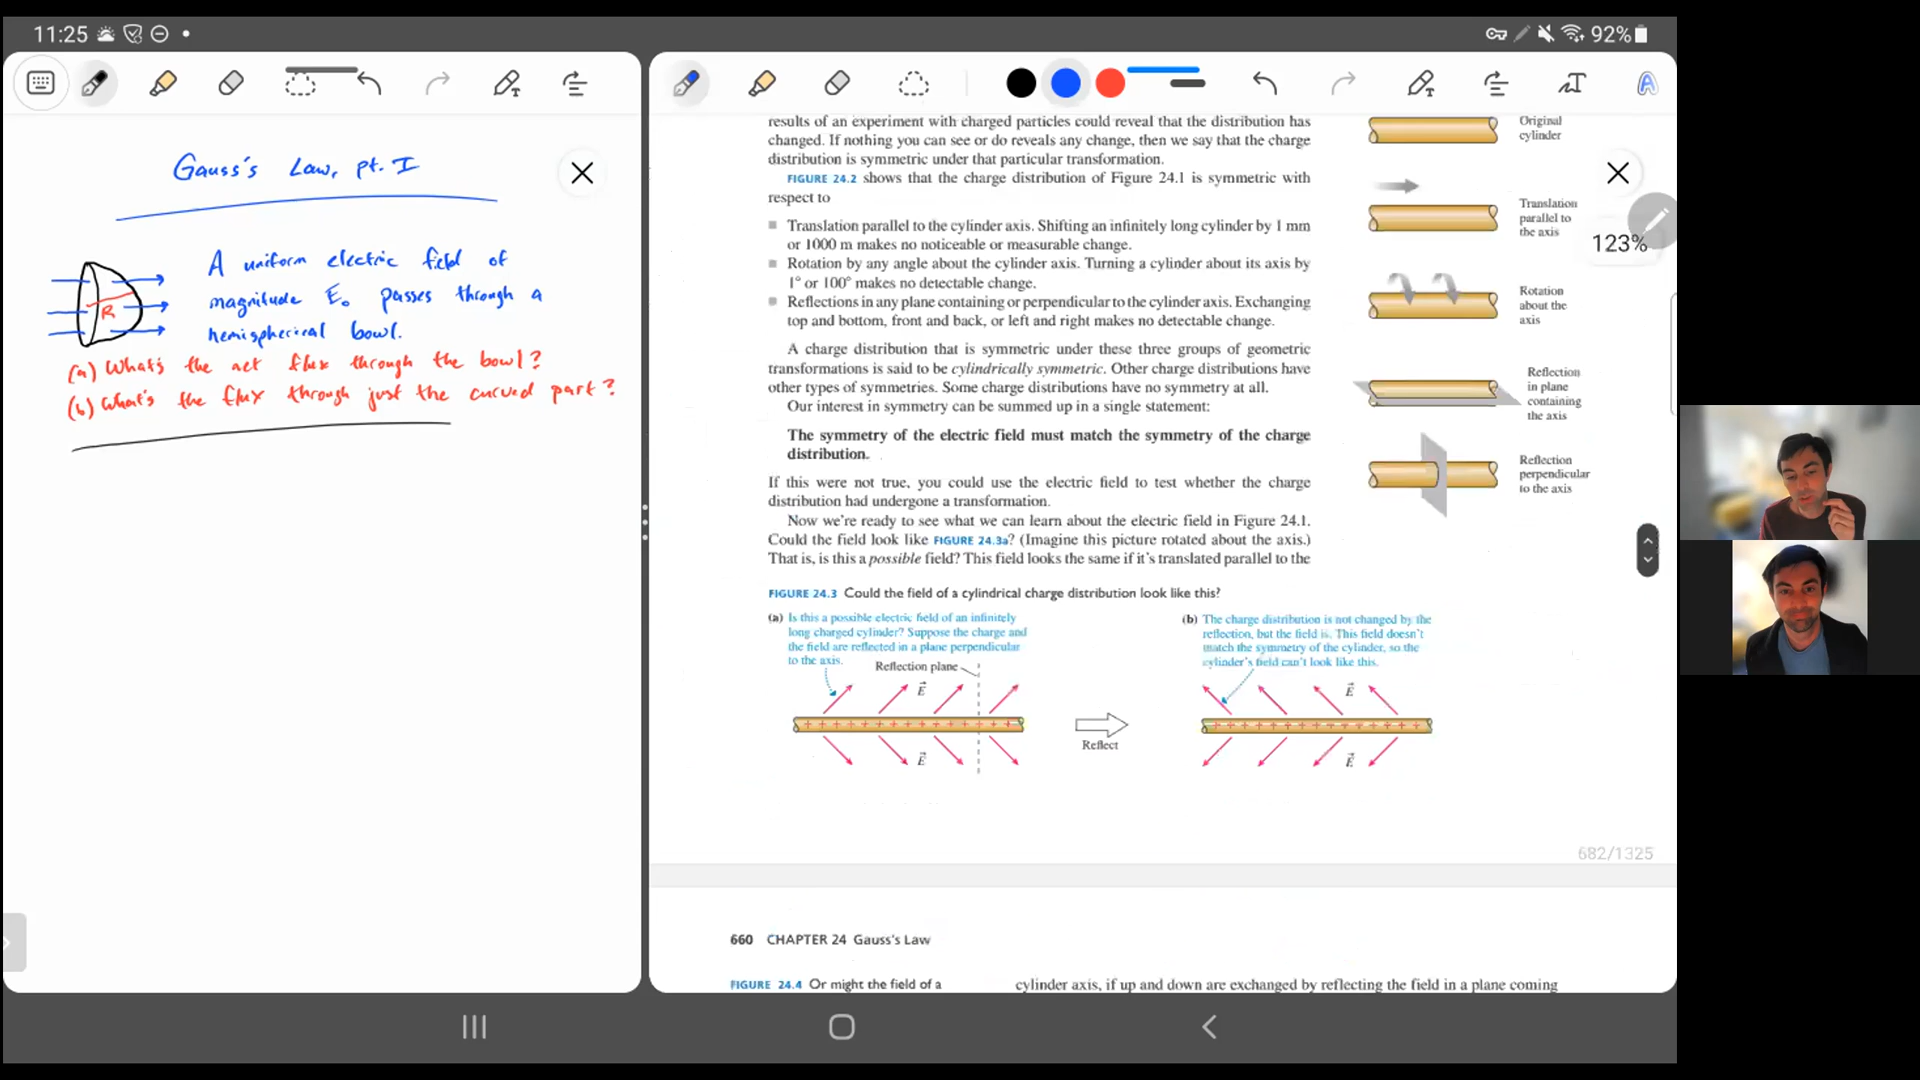 11:25
92%
Gauss's Law, pt. I
A uniform electric field of
magnitude E₀ passes through a
hemispherical bowl.
R
(a) What's the net flux through the bowl?
(b) What's the flux through just the curved part?
results of an experiment with charged particles could reveal that the distribution has
changed. If nothing you can see or do reveals any change, then we say that the charge
distribution is symmetric under that particular transformation.
FIGURE 24.2 shows that the charge distribution of Figure 24.1 is symmetric with
respect to
Translation parallel to the cylinder axis. Shifting an infinitely long cylinder by 1 mm
or 1000 m makes no noticeable or measurable change.
Rotation by any angle about the cylinder axis. Turning a cylinder about its axis by
1° or 100° makes no detectable change.
Reflections in any plane containing or perpendicular to the cylinder axis. Exchanging
top and bottom, front and back, or left and right makes no detectable change.
A charge distribution that is symmetric under these three groups of geometric
transformations is said to be cylindrically symmetric. Other charge distributions have
other types of symmetries. Some charge distributions have no symmetry at all.
Our interest in symmetry can be summed up in a single statement:
The symmetry of the electric field must match the symmetry of the charge
distribution.
If this were not true, you could use the electric field to test whether the charge
distribution had undergone a transformation.
Now we're ready to see what we can learn about the electric field in Figure 24.1.
Could the field look like FIGURE 24.3a? (Imagine this picture rotated about the axis.)
That is, is this a possible field? This field looks the same if it's translated parallel to the
Original
cylinder
Translation
parallel to
the axis
123%
Rotation
about the
axis
Reflection
in plane
containing
the axis
Reflection
perpendicular
to the axis
FIGURE 24.3 Could the field of a cylindrical charge distribution look like this?
(a) Is this a possible electric field of an infinitely
long charged cylinder? Suppose the charge and
the field are reflected in a plane perpendicular
to the axis.
Reflection plane
E⃗
E⃗
Reflect
(b) The charge distribution is not changed by the
reflection, but the field is. This field doesn't
match the symmetry of the cylinder, so the
cylinder's field can't look like this.
E⃗
E⃗
682/1325
660 CHAPTER 24 Gauss's Law
FIGURE 24.4 Or might the field of a
cylinder axis, if up and down are exchanged by reflecting the field in a plane coming